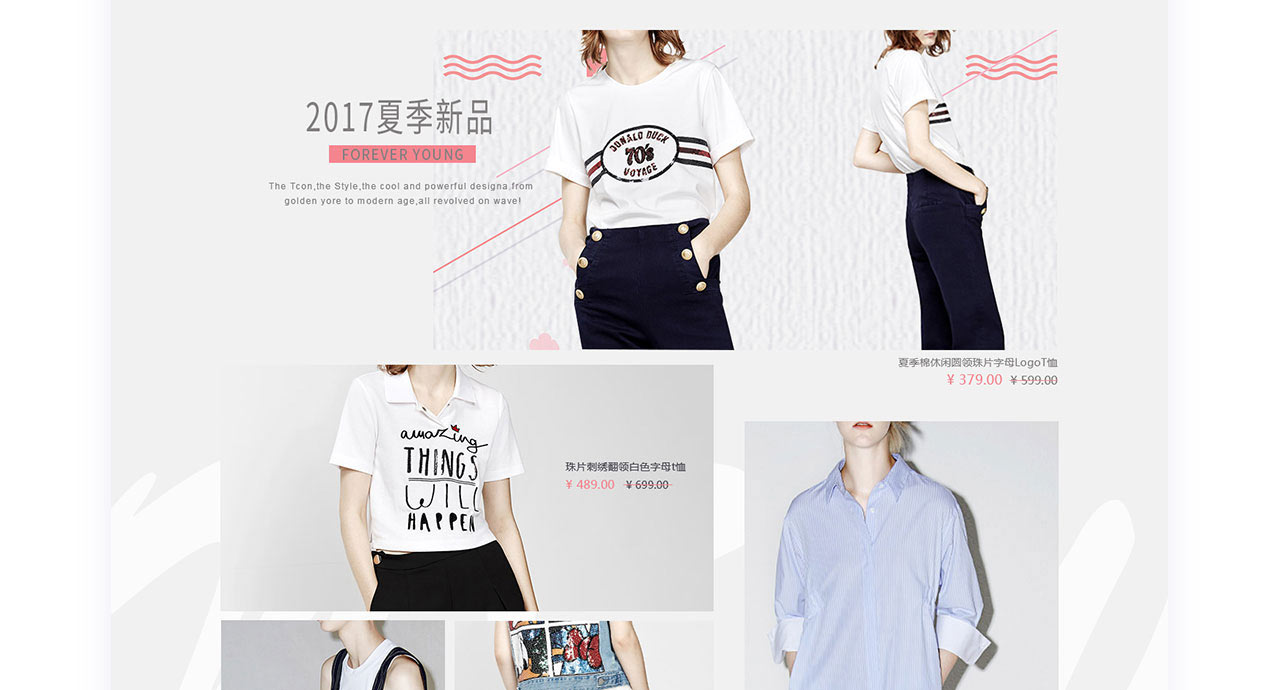 2017夏季新品
FOREVER YOUNG
The Tcon,the Style,the cool and powerful designa from
golden yore to modern age,all revolved on wave!
DONALD DUCK
70's
VOYAGE
夏季棉休闲圆领珠片字母LogoT恤
¥ 379.00 ¥ 599.00
amazing
THINGS
WILL
HAPPEN
珠片刺绣翻领白色字母t恤
¥ 489.00 ¥ 699.00